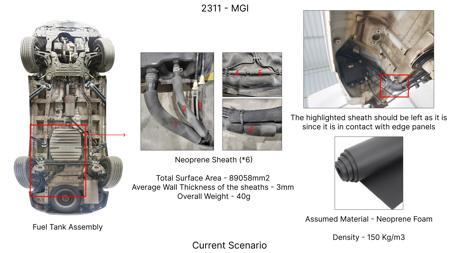 2311 - MGI
The highlighted sheath should be left as it is
since it is in contact with edge panels
Neoprene Sheath (*6)
Total Surface Area - 89058mm2
Average Wall Thickness of the sheaths - 3mm
Overall Weight - 40g
Fuel Tank Assembly
Assumed Material - Neoprene Foam
Density - 150 Kg/m3
Current Scenario